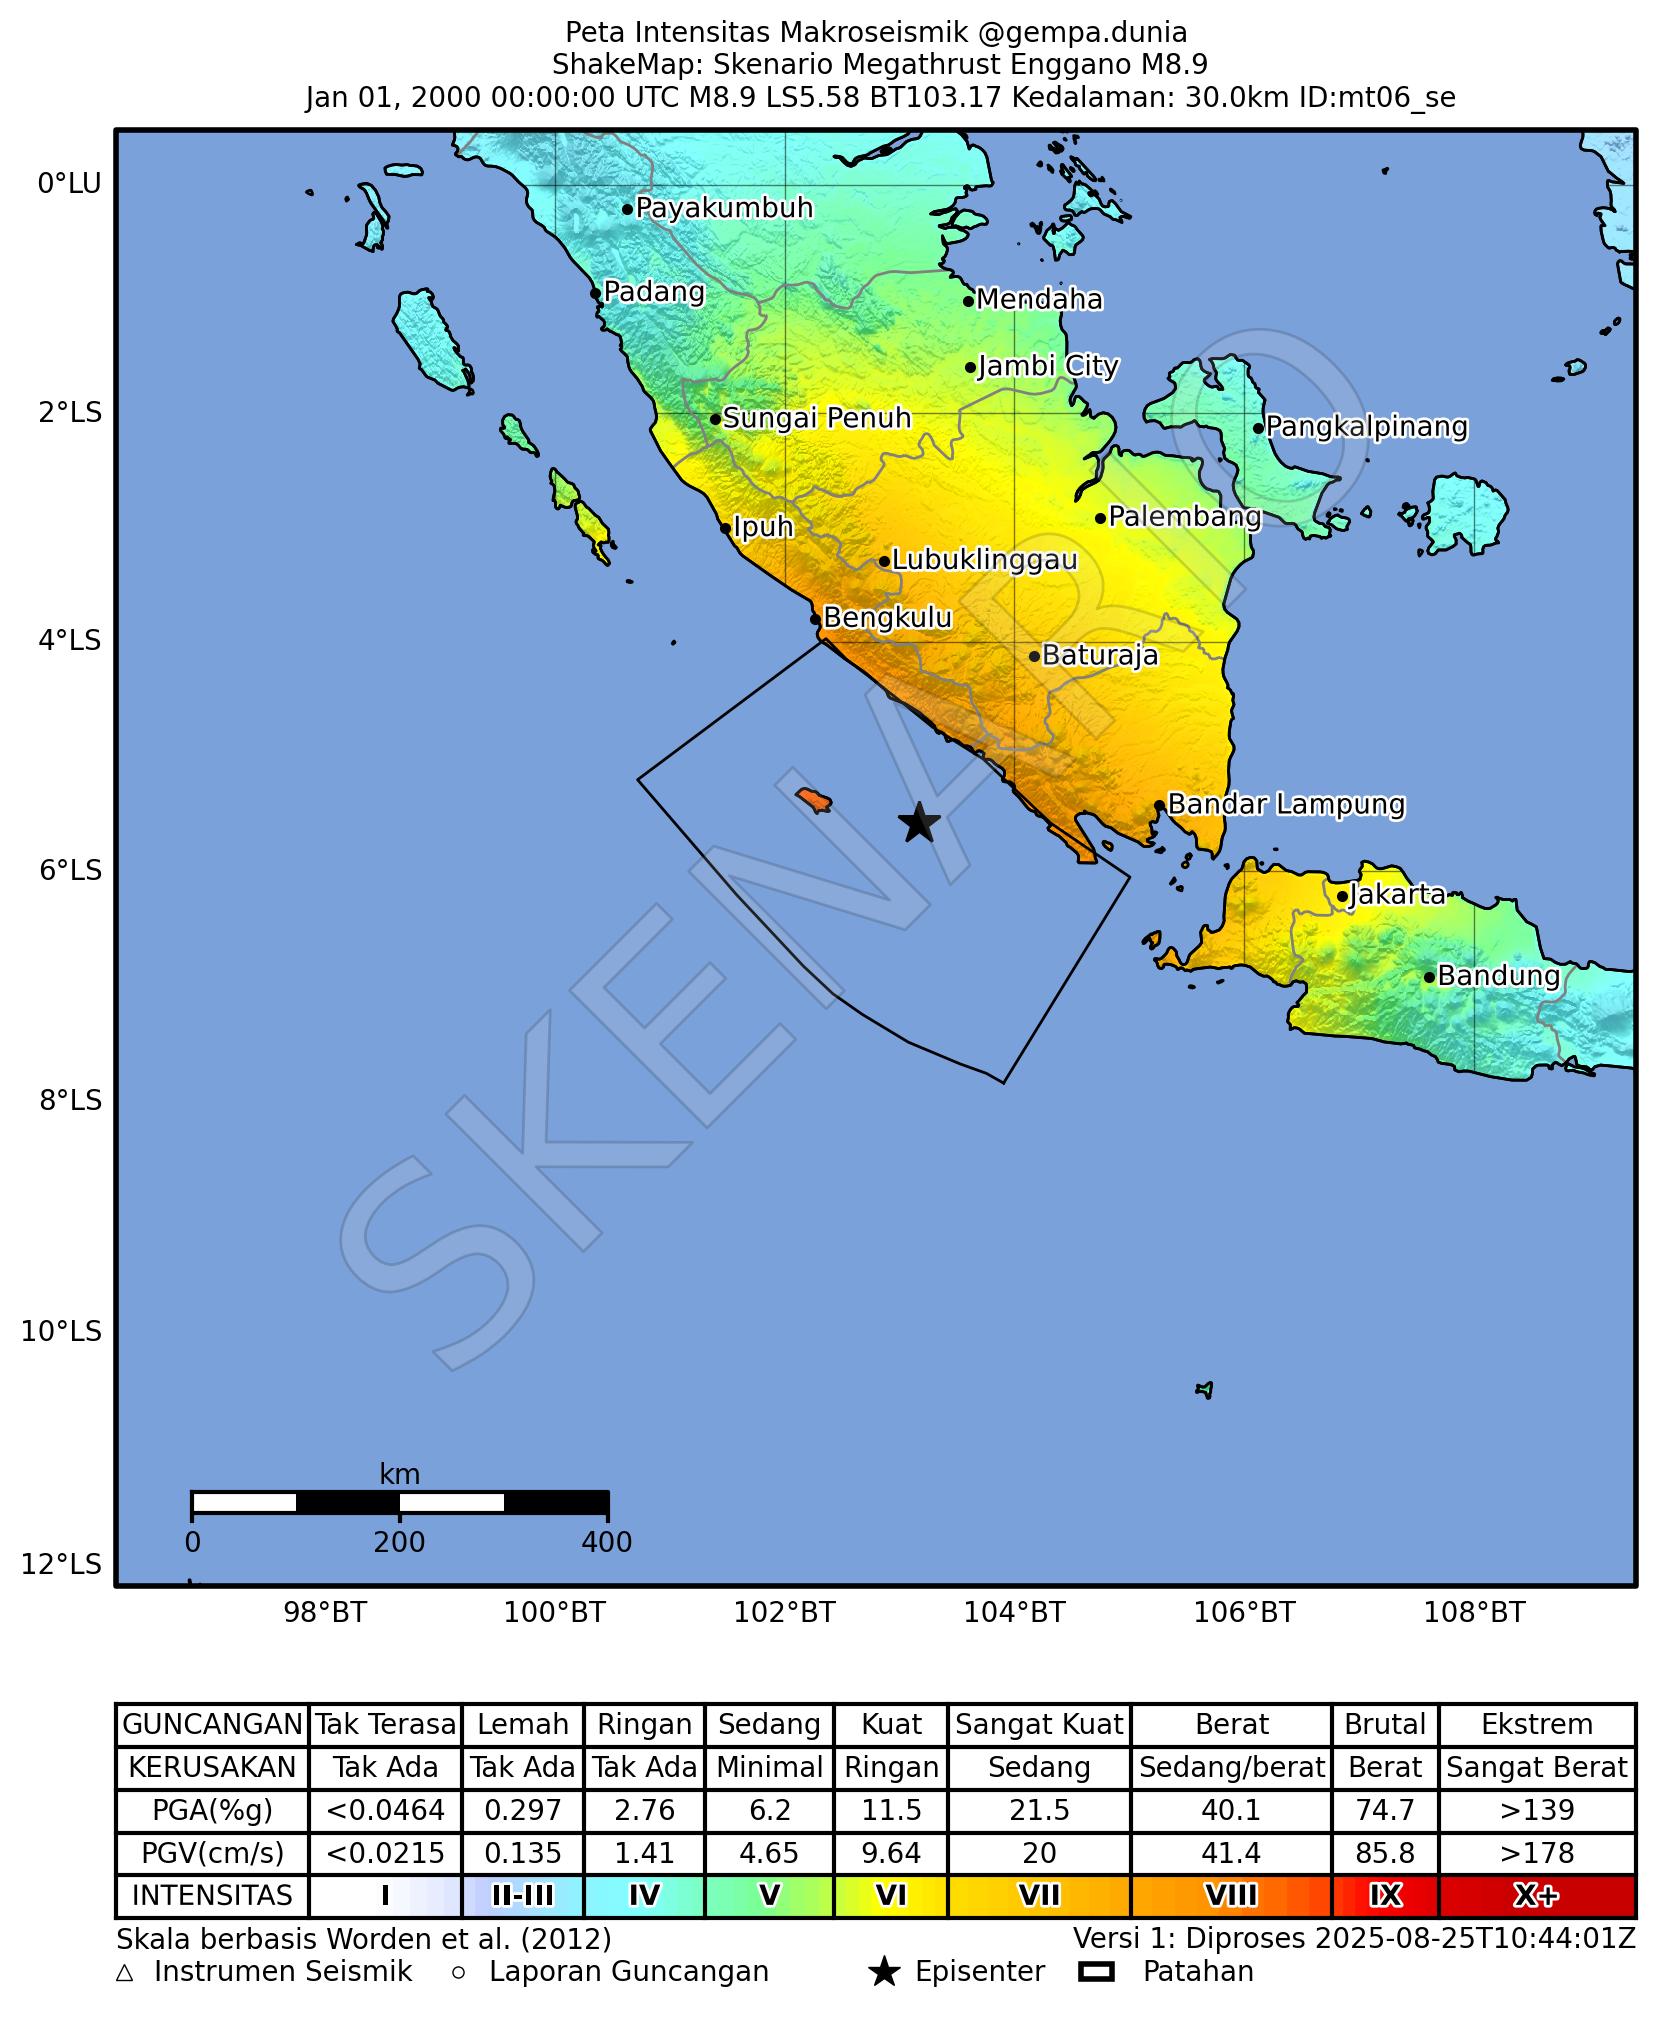 Peta Intensitas Makroseismik @gempa.dunia
ShakeMap: Skenario Megathrust Enggano M8.9
Jan 01, 2000 00:00:00 UTC M8.9 LS5.58 BT103.17 Kedalaman: 30.0km ID:mt06_se
0°LU
Payakumbuh
Padang
Mendaha
Jambi City
2°LS
Sungai Penuh
Pangkalpinang
Ipuh
Palembang
Lubuklinggau
Bengkulu
4°LS
Baturaja
Bandar Lampung
6°LS
Jakarta
Bandung
SKENARIO
8°LS
10°LS
km
0 200 400
12°LS
98°BT 100°BT 102°BT 104°BT 106°BT 108°BT
GUNCANGAN Tak Terasa Lemah Ringan Sedang Kuat Sangat Kuat Berat Brutal Ekstrem
KERUSAKAN Tak Ada Tak Ada Tak Ada Minimal Ringan Sedang Sedang/berat Berat Sangat Berat
PGA(%g) <0.0464 0.297 2.76 6.2 11.5 21.5 40.1 74.7 >139
PGV(cm/s) <0.0215 0.135 1.41 4.65 9.64 20 41.4 85.8 >178
INTENSITAS I II-III IV V VI VII VIII IX X+
Skala berbasis Worden et al. (2012) Versi 1: Diproses 2025-08-25T10:44:01Z
Instrumen Seismik Laporan Guncangan Episenter Patahan